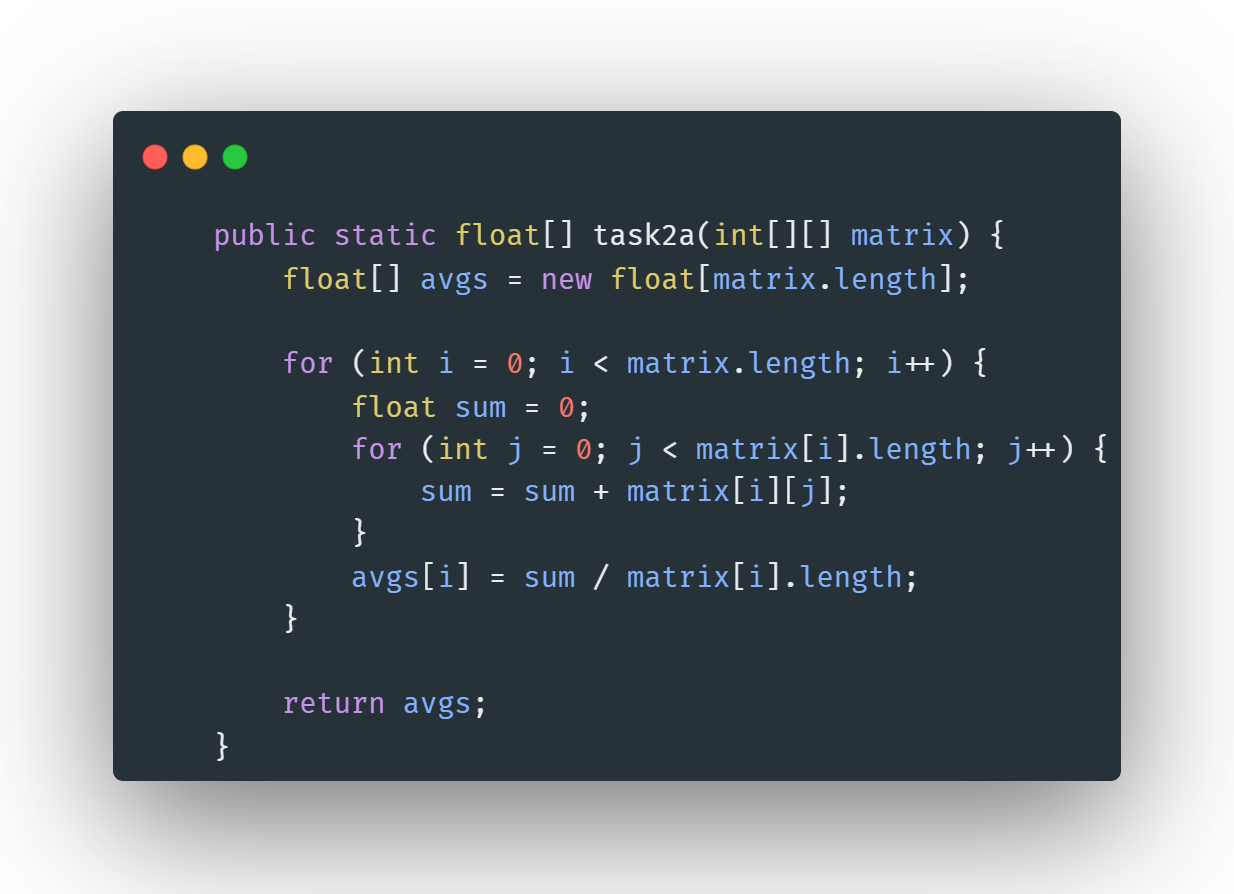 public static float[] task2a(int[][] matrix) {
float[] avgs = new float[matrix.length];
for (int i = 0; i < matrix.length; i++) {
float sum = 0;
for (int j = 0; j < matrix[i].length; j++) {
sum = sum + matrix[i][j];
}
avgs[i] = sum / matrix[i].length;
}
return avgs;
}